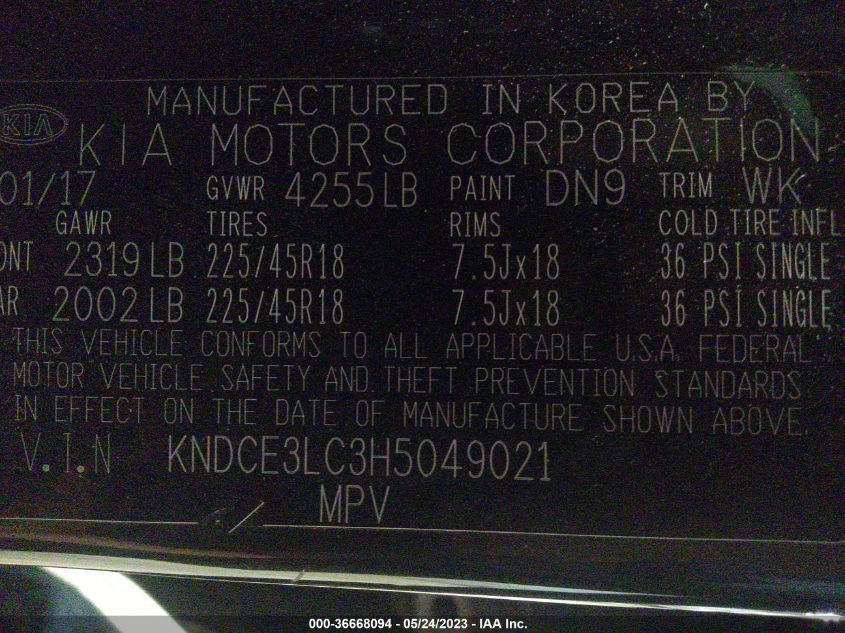 MANUFACTURED IN KOREA BY
KIA KIA MOTORS CORPORATION
01/17 GVWR 4255LB PAINT DN9 TRIM WK
GAWR TIRES RIMS COLD TIRE INFL
ONT 2319LB 225/45R18 7.5Jx18 36 PSI SINGLE
AR 2002LB 225/45R18 7.5Jx18 36 PSI SINGLE
THIS VEHICLE CONFORMS TO ALL APPLICABLE U.S.A. FEDERAL
MOTOR VEHICLE SAFETY AND THEFT PREVENTION STANDARDS
IN EFFECT ON THE DATE OF MANUFACTURE SHOWN ABOVE.
V.I.N KNDCE3LC3H5049021
MPV
000-36668094 - 05/24/2023 - IAA Inc.